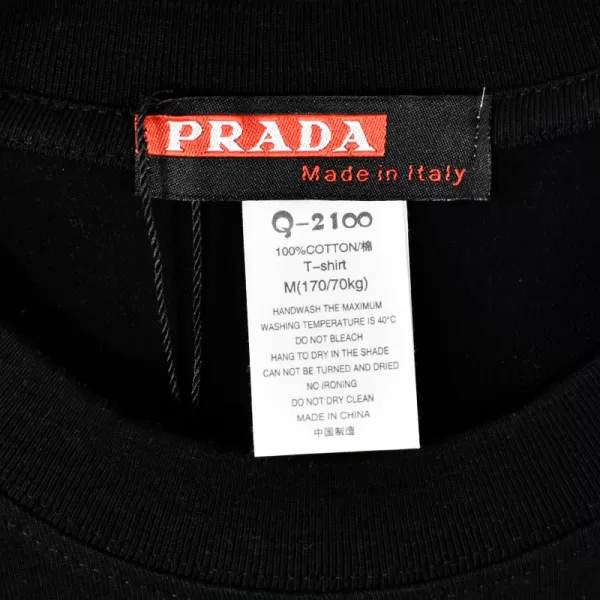 PRADA
Made in Italy
Q-2100
100%COTTON/棉
T-shirt
M(170/70kg)
HANDWASH THE MAXIMUM
WASHING TEMPERATURE IS 40°C
DO NOT BLEACH
HANG TO DRY IN THE SHADE
CAN NOT BE TURNED AND DRIED
NO IRONING
DO NOT DRY CLEAN
MADE IN CHINA
中国制造